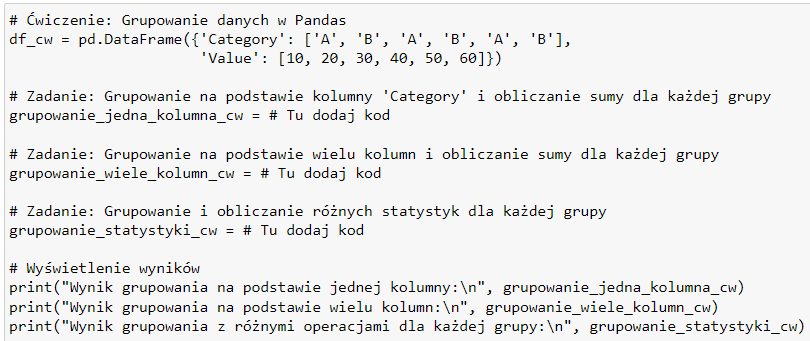 # Ćwiczenie: Grupowanie danych w Pandas
df_cw = pd.DataFrame({'Category': ['A', 'B', 'A', 'B', 'A', 'B'],
                      'Value': [10, 20, 30, 40, 50, 60]})

# Zadanie: Grupowanie na podstawie kolumny 'Category' i obliczanie sumy dla każdej grupy
grupowanie_jedna_kolumna_cw = # Tu dodaj kod

# Zadanie: Grupowanie na podstawie wielu kolumn i obliczanie sumy dla każdej grupy
grupowanie_wiele_kolumn_cw = # Tu dodaj kod

# Zadanie: Grupowanie i obliczanie różnych statystyk dla każdej grupy
grupowanie_statystyki_cw = # Tu dodaj kod

# Wyświetlenie wyników
print("Wynik grupowania na podstawie jednej kolumny:\n", grupowanie_jedna_kolumna_cw)
print("Wynik grupowania na podstawie wielu kolumn:\n", grupowanie_wiele_kolumn_cw)
print("Wynik grupowania z różnymi operacjami dla każdej grupy:\n", grupowanie_statystyki_cw)